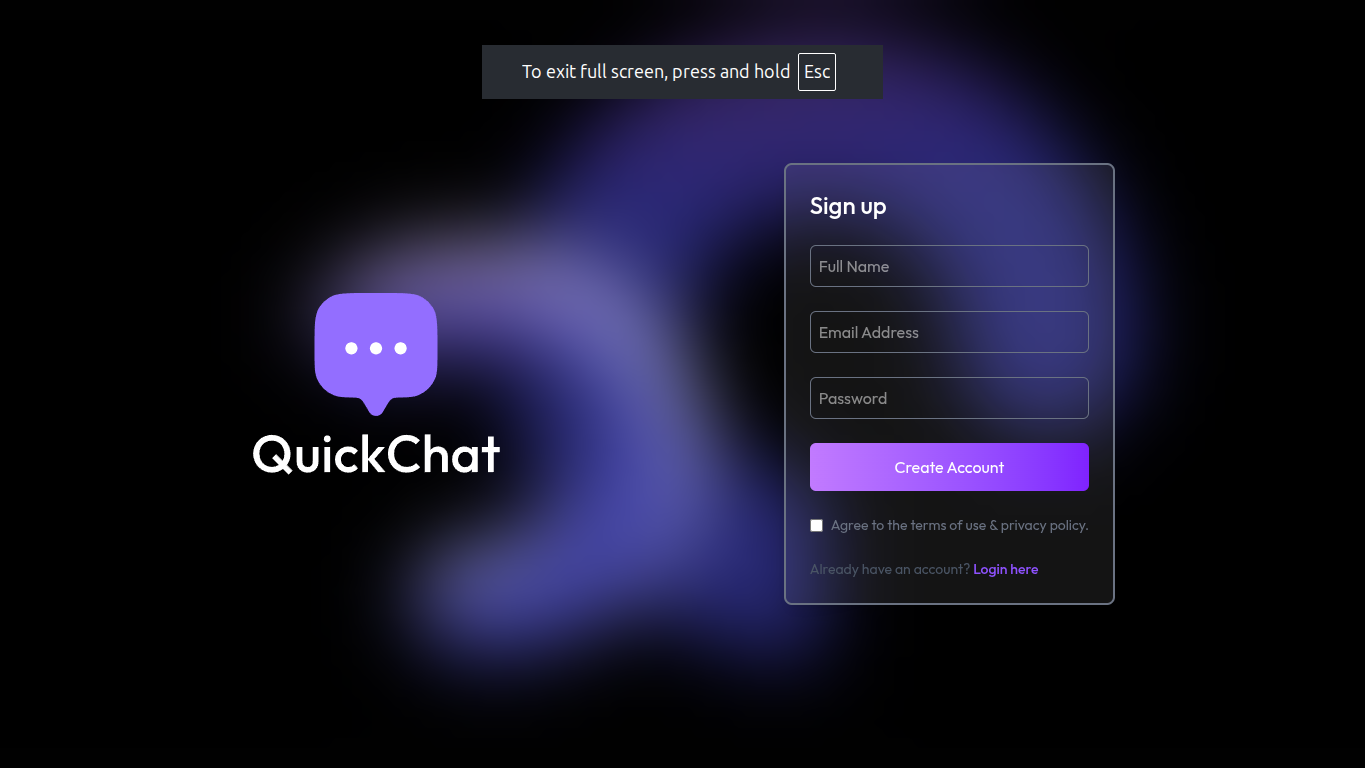 To exit full screen, press and hold Esc
Sign up
Full Name
Email Address
Password
Create Account
Agree to the terms of use & privacy policy.
Already have an account? Login here
QuickChat